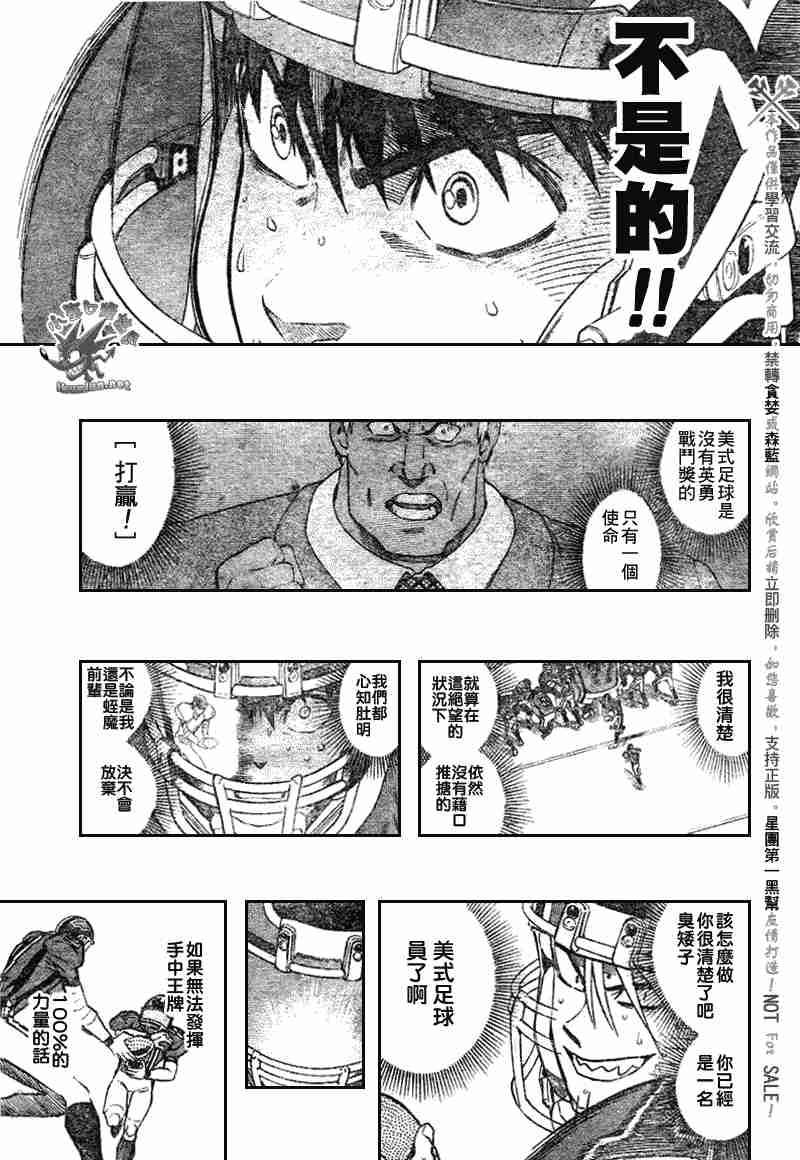 不是的!!
美式足球是
沒有英勇
戰鬥獎的
只有一個
使命
[打贏!]
我很清楚
就算在
這絕望的
狀況下
依然
沒有藉口
推搪的
我們都
心知肚明
不論是我
還是蛭魔
前輩
決不會
放棄
該怎麼做
你很清楚了吧
臭矮子
你已經
是一名
美式足球
員了啊
如果無法發揮
手中王牌
100%的
力量的話
本作品僅供學習交流,切勿商用,禁轉貪婪或森藍網站。欣賞后請立即刪除,如您喜歡,支持正版。星團第一黑幫友情打造!NOT For SALE!